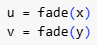 u = fade(x)
v = fade(y)